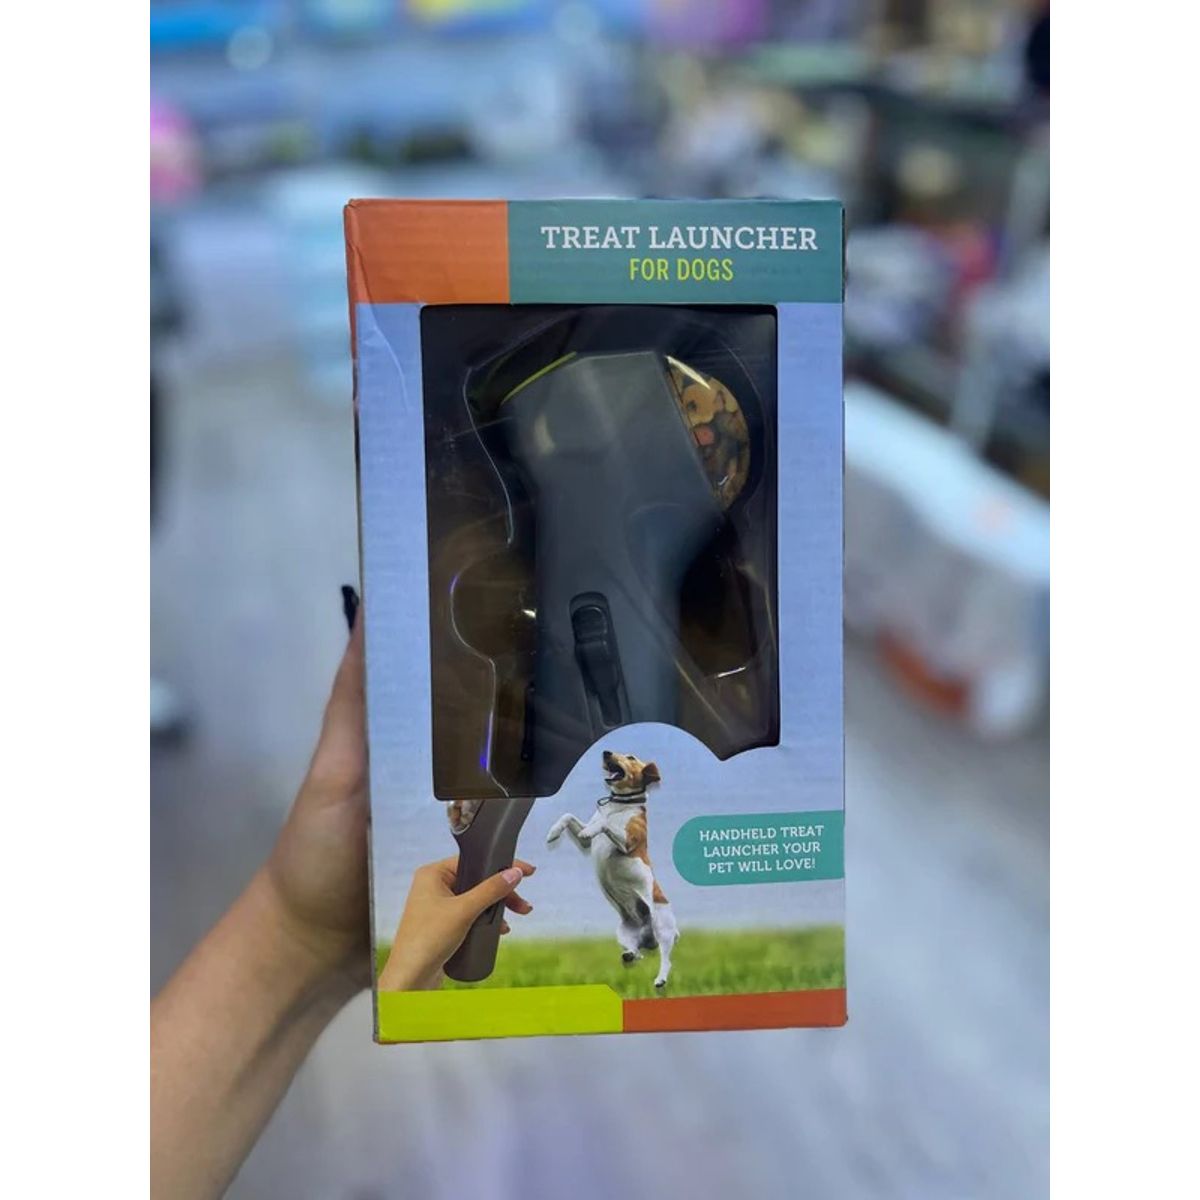 TREAT LAUNCHER
FOR DOGS
HANDHELD TREAT
LAUNCHER YOUR
PET WILL LOVE!